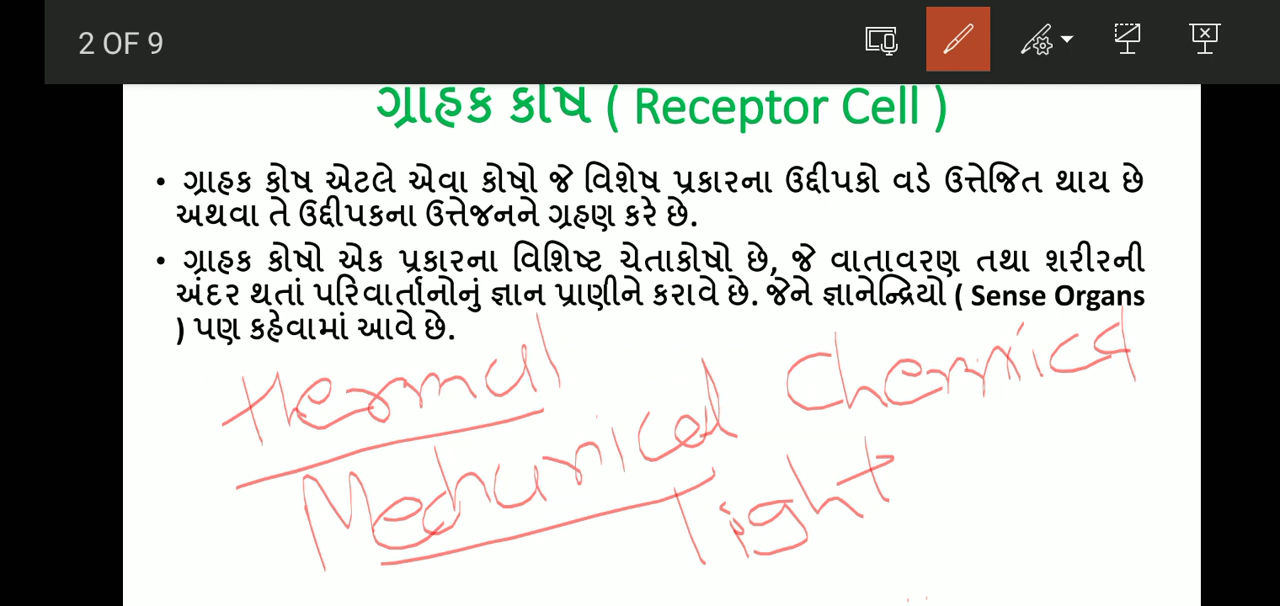 2 OF 9
ગ્રાહક કોષ ( Receptor Cell )
• ગ્રાહક કોષ એટલે એવા કોષો જે વિશેષ પ્રકારના ઉદ્દીપકો વડે ઉત્તેજિત થાય છે
અથવા તે ઉદ્દીપકના ઉત્તેજનને ગ્રહણ કરે છે.
• ગ્રાહક કોષો એક પ્રકારના વિશિષ્ટ ચેતાકોષો છે, જે વાતાવરણ તથા શરીરની
અંદર થતાં પરિવાર્તાનોનું જ્ઞાન પ્રાણીને કરાવે છે. જેને જ્ઞાનેન્દ્રિયો ( Sense Organs
) પણ કહેવામાં આવે છે.
thermal
Mechanical Chemical
light